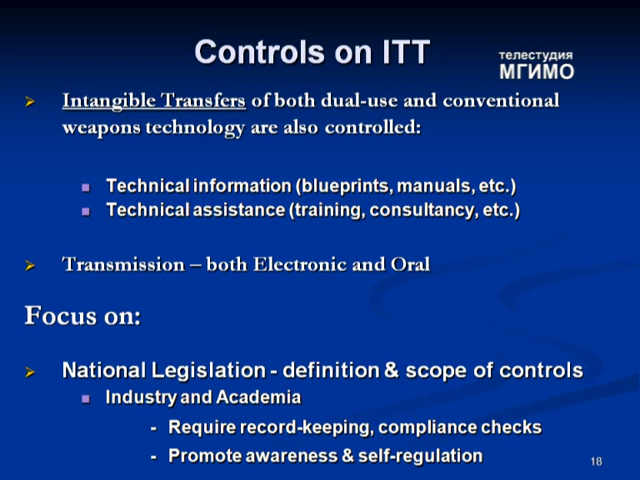 Controls on ITT
телестудия
МГИМО
Intangible Transfers of both dual-use and conventional
weapons technology are also controlled:
Technical information (blueprints, manuals, etc.)
Technical assistance (training, consultancy, etc.)
Transmission – both Electronic and Oral
Focus on:
National Legislation - definition & scope of controls
Industry and Academia
- Require record-keeping, compliance checks
- Promote awareness & self-regulation
18